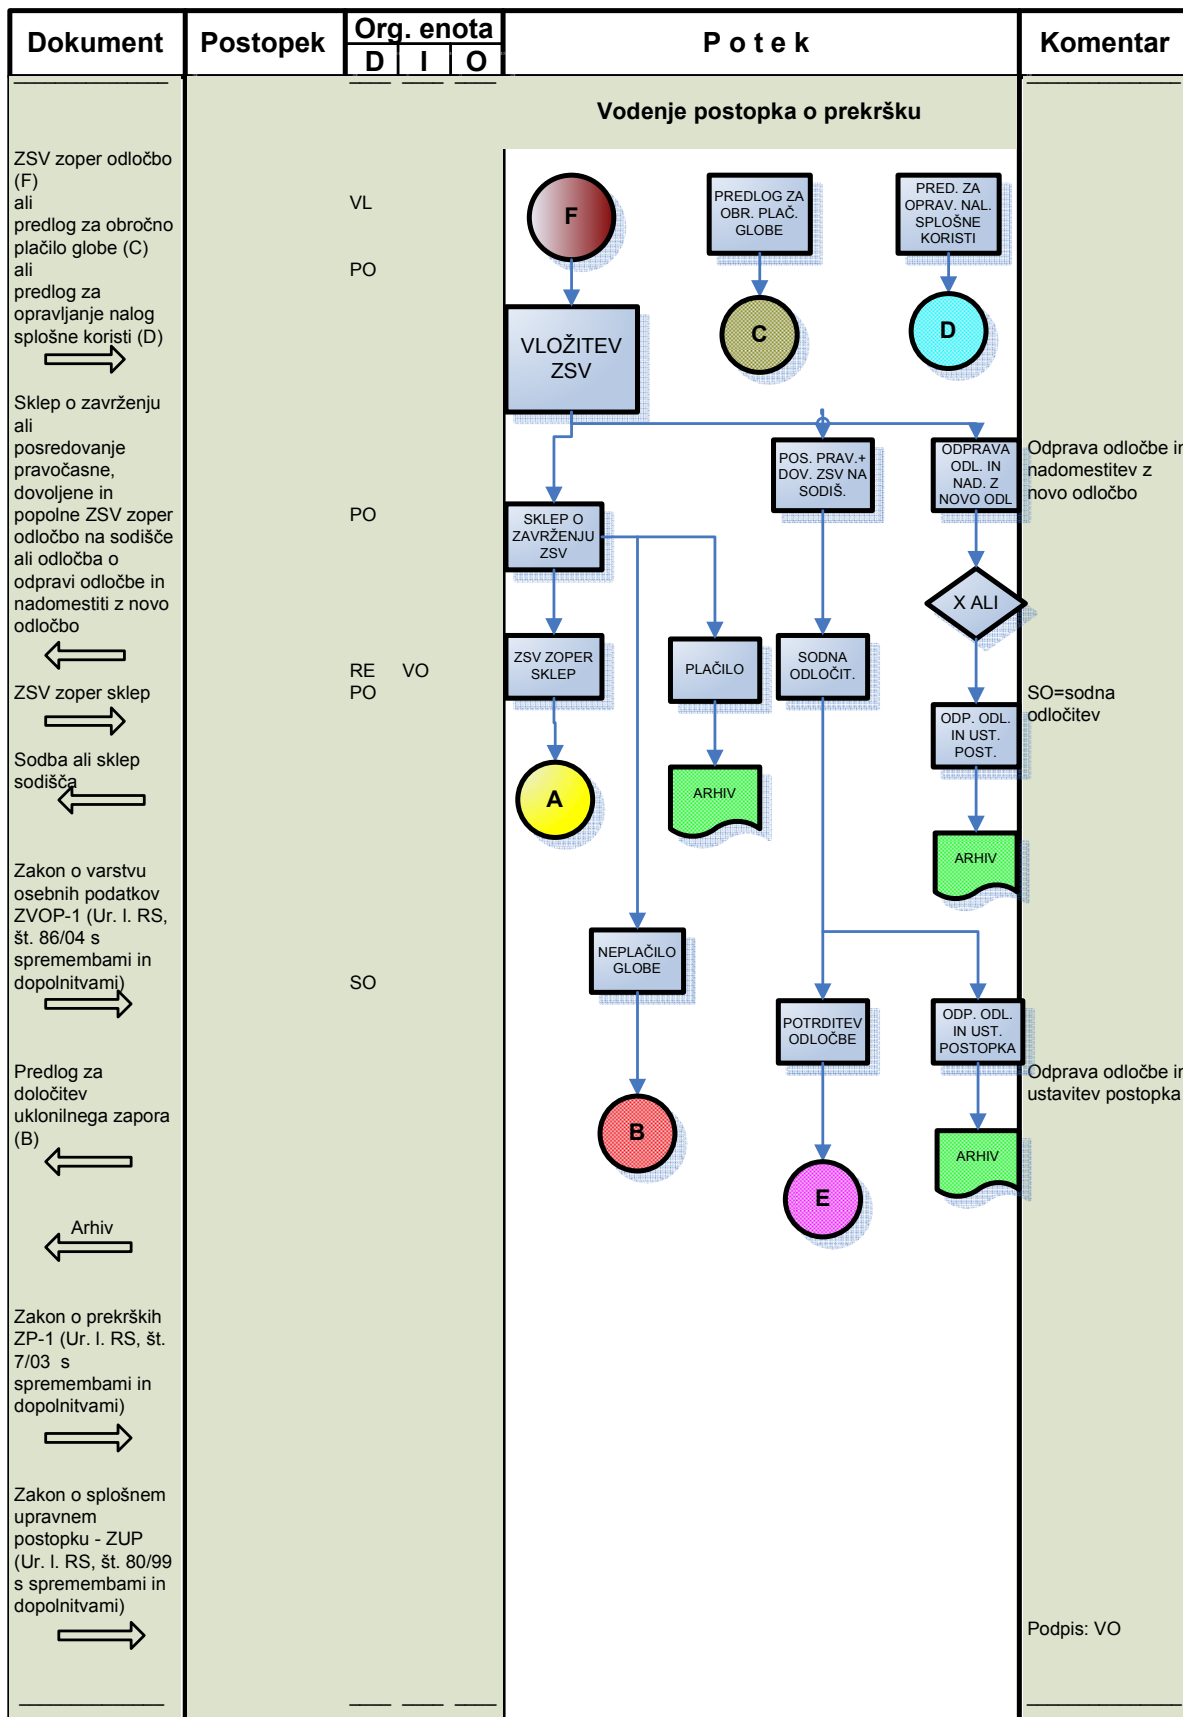 Dokument
Postopek
Org. enota
D I O
P o t e k
Komentar
Vodenje postopka o prekršku
ZSV zoper odločbo
(F)
ali
predlog za obročno
plačilo globe (C)
ali
predlog za
opravljanje nalog
splošne koristi (D)
Sklep o zavrženju
ali
posredovanje
pravočasne,
dovoljene in
popolne ZSV zoper
odločbo na sodišče
ali odločba o
odpravi odločbe in
nadomestiti z novo
odločbo
ZSV zoper sklep
Sodba ali sklep
sodišča
Zakon o varstvu
osebnih podatkov
ZVOP-1 (Ur. l. RS,
št. 86/04 s
spremembami in
dopolnitvami)
Predlog za
določitev
uklonilnega zapora
(B)
Arhiv
Zakon o prekrških
ZP-1 (Ur. l. RS, št.
7/03 s
spremembami in
dopolnitvami)
Zakon o splošnem
upravnem
postopku - ZUP
(Ur. l. RS, št. 80/99
s spremembami in
dopolnitvami)
VL
PO
PO
RE VO
PO
SO
F
PREDLOG ZA
OBR. PLAČ.
GLOBE
PRED. ZA
OPRAV. NAL.
SPLOŠNE
KORISTI
VLOŽITEV
ZSV
C
D
POS. PRAV.+
DOV. ZSV NA
SODIŠ.
ODPRAVA
ODL. IN
NAD. Z
NOVO ODL
SKLEP O
ZAVRŽENJU
ZSV
X ALI
ZSV ZOPER
SKLEP
PLAČILO
SODNA
ODLOČIT.
ODP. ODL.
IN UST.
POST.
A
ARHIV
ARHIV
NEPLAČILO
GLOBE
POTRDITEV
ODLOČBE
ODP. ODL.
IN UST.
POSTOPKA
B
E
ARHIV
Odprava odločbe in
nadomestitev z
novo odločbo
SO=sodna
odločitev
Odprava odločbe in
ustavitev postopka
Podpis: VO